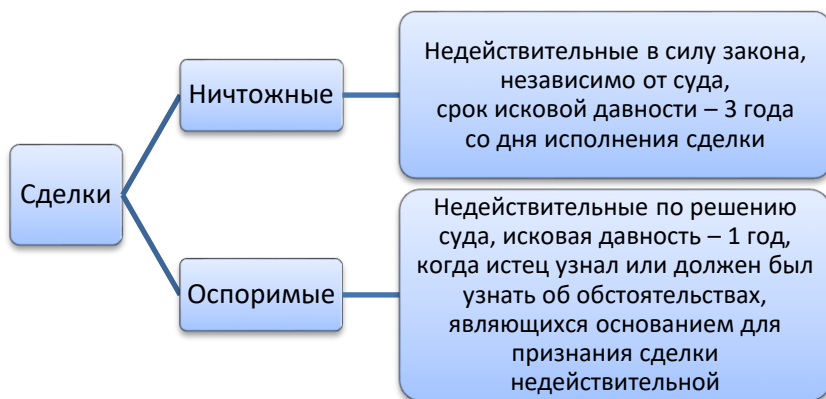 Сделки
Ничтожные
Недействительные в силу закона,
независимо от суда,
срок исковой давности – 3 года
со дня исполнения сделки
Оспоримые
Недействительные по решению
суда, исковая давность – 1 год,
когда истец узнал или должен был
узнать об обстоятельствах,
являющихся основанием для
признания сделки
недействительной